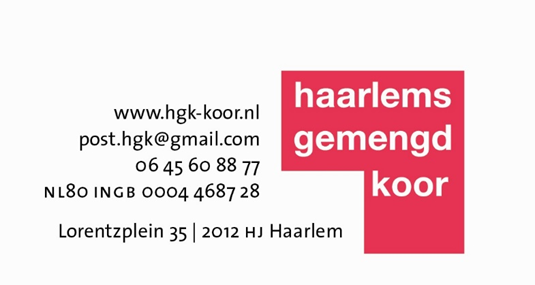 www.hgk-koor.nl
post.hgk@gmail.com
06 45 60 88 77
NL80 INGB 0004 4687 28
Lorentzplein 35 | 2012 HJ Haarlem
haarlems
gemengd
koor